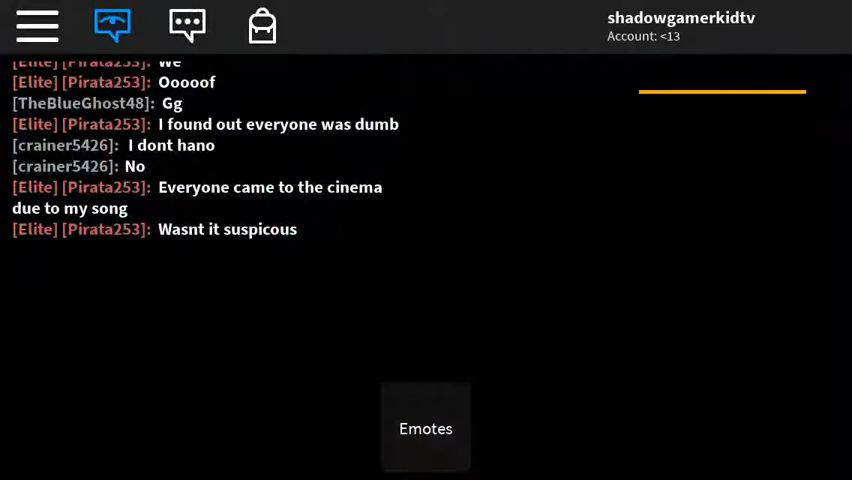 shadowgamerkidtv
Account: <13
[Elite] [Pirata253]: We
[Elite] [Pirata253]: Ooooof
[TheBlueGhost48]: Gg
[Elite] [Pirata253]: I found out everyone was dumb
[crainer5426]: I dont hano
[crainer5426]: No
[Elite] [Pirata253]: Everyone came to the cinema
due to my song
[Elite] [Pirata253]: Wasnt it suspicous
Emotes